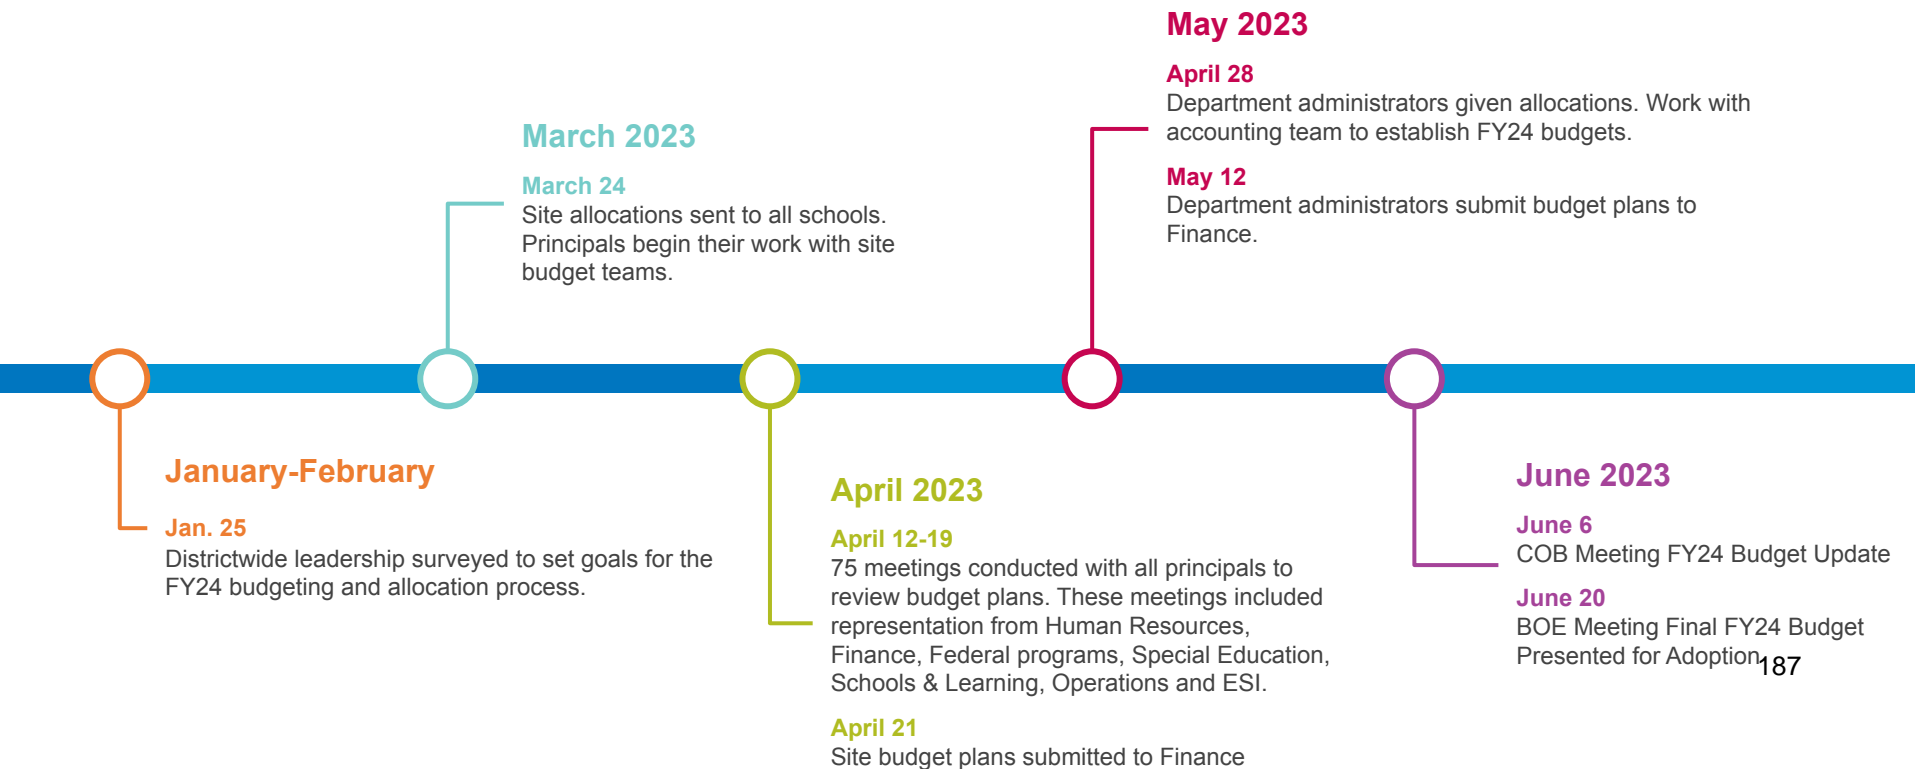 January-February
Jan. 25
Districtwide leadership surveyed to set goals for the
FY24 budgeting and allocation process.
March 2023
March 24
Site allocations sent to all schools.
Principals begin their work with site
budget teams.
April 2023
April 12-19
75 meetings conducted with all principals to
review budget plans. These meetings included
representation from Human Resources,
Finance, Federal programs, Special Education,
Schools & Learning, Operations and ESI.
April 21
Site budget plans submitted to Finance
May 2023
April 28
Department administrators given allocations. Work with
accounting team to establish FY24 budgets.
May 12
Department administrators submit budget plans to
Finance.
June 2023
June 6
COB Meeting FY24 Budget Update
June 20
BOE Meeting Final FY24 Budget
Presented for Adoption
187